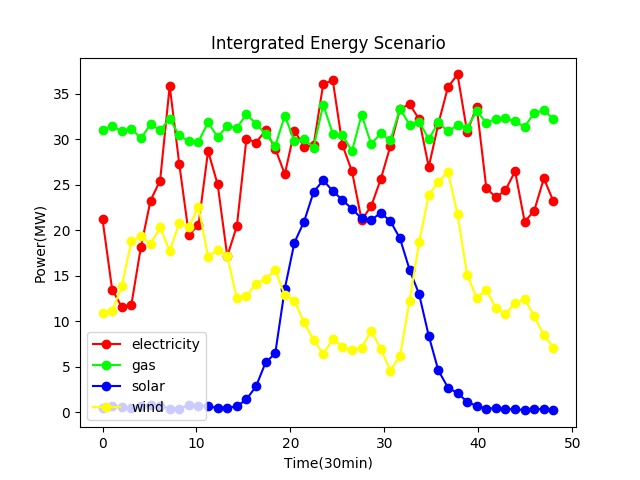 Intergrated Energy Scenario
Power(MW)
35
30
25
20
15
10
5
0
electricity
gas
solar
wind
0 10 20 30 40 50
Time(30min)